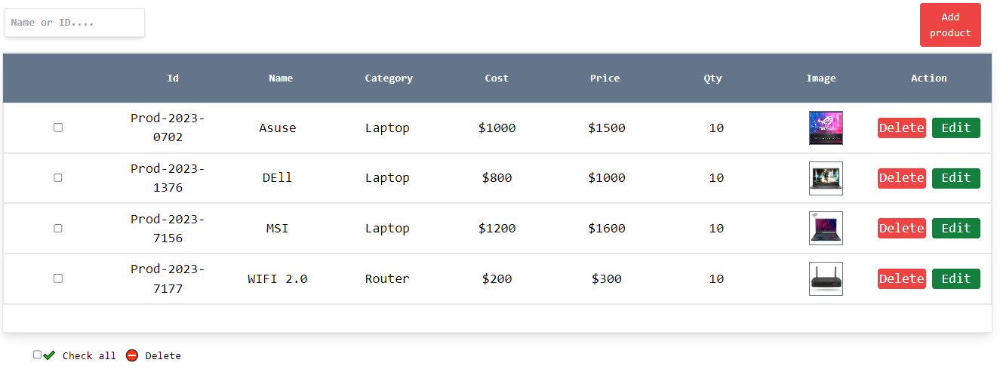 Name or ID....
Add
product
Id Name Category Cost Price Qty Image Action
Prod-2023-
0702
Asuse Laptop $1000 $1500 10 Delete Edit
Prod-2023-
1376
DEll Laptop $800 $1000 10 Delete Edit
Prod-2023-
7156
MSI Laptop $1200 $1600 10 Delete Edit
Prod-2023-
7177
WIFI 2.0 Router $200 $300 10 Delete Edit
Check all Delete